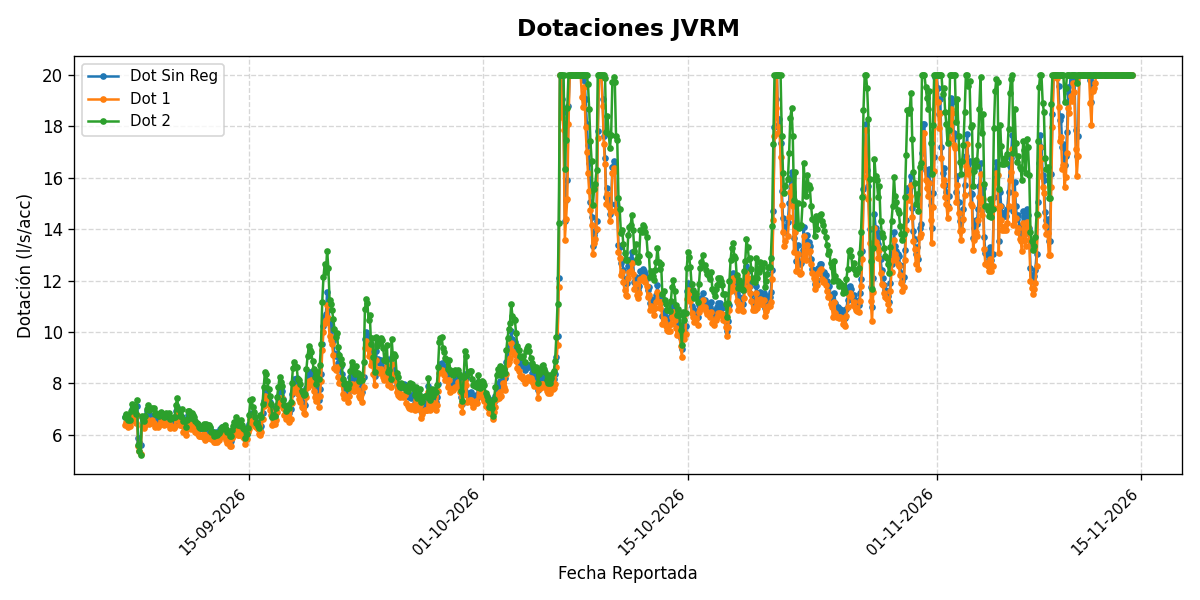 Dotaciones JVRM
Dot Sin Reg
Dot 1
Dot 2
Dotación (l/s/acc)
20
18
16
14
12
10
8
6
15-09-2026
01-10-2026
15-10-2026
01-11-2026
15-11-2026
Fecha Reportada